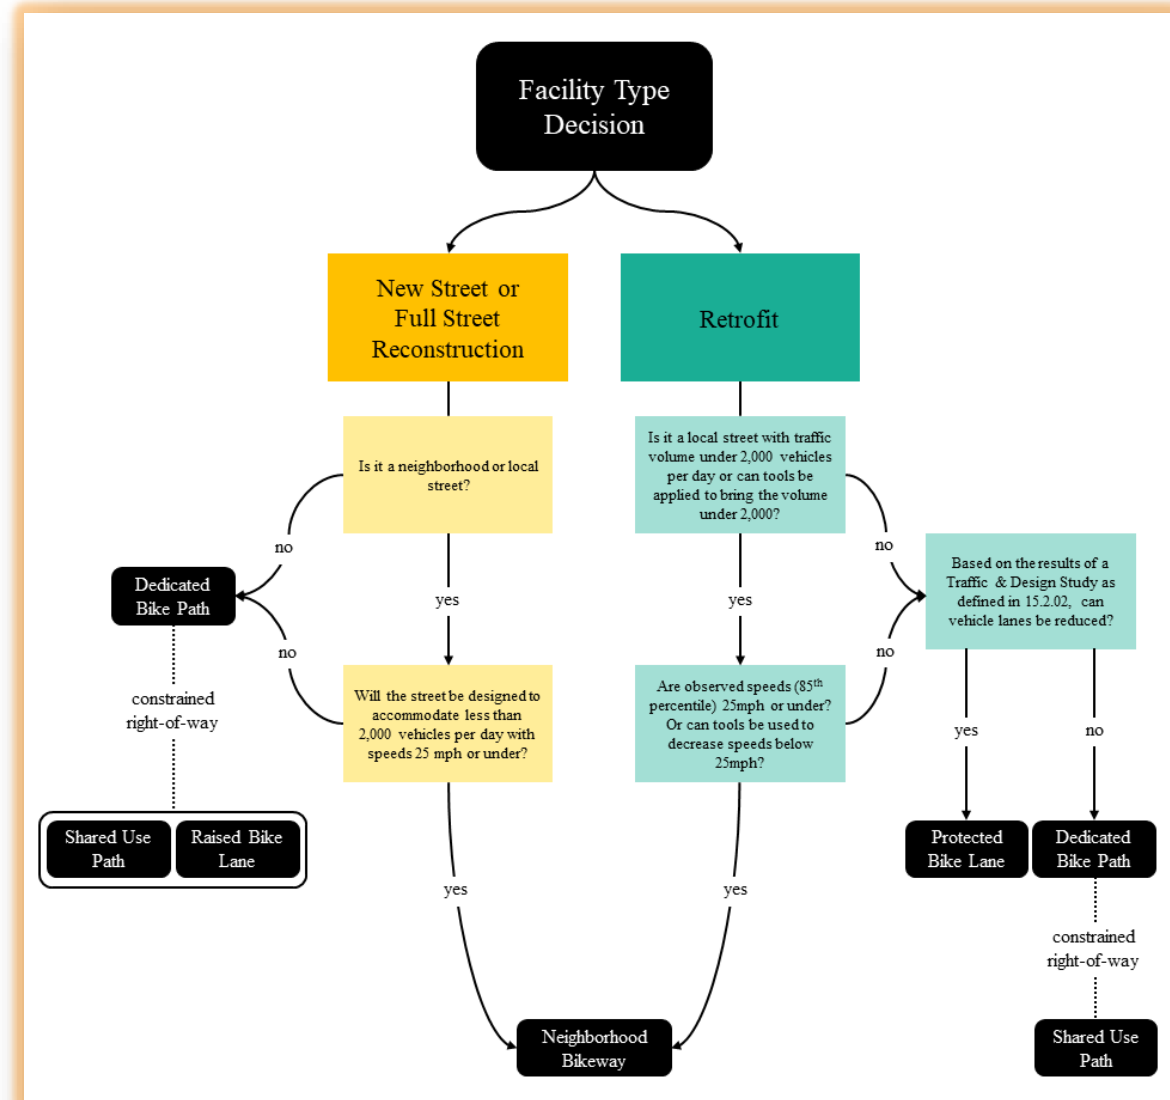 Facility Type
Decision
New Street or
Full Street
Reconstruction
Retrofit
Is it a neighborhood or local
street?
Is it a local street with traffic
volume under 2,000 vehicles
per day or can tools be
applied to bring the volume
under 2,000?
no
no
Dedicated
Bike Path
yes
yes
Based on the results of a
Traffic & Design Study as
defined in 15.2.02, can
vehicle lanes be reduced?
no
no
constrained
right-of-way
Will the street be designed to
accommodate less than
2,000 vehicles per day with
speeds 25 mph or under?
Are observed speeds (85th
percentile) 25mph or under?
Or can tools be used to
decrease speeds below
25mph?
yes
no
Shared Use
Path
Raised Bike
Lane
Protected
Bike Lane
Dedicated
Bike Path
yes
yes
constrained
right-of-way
Neighborhood
Bikeway
Shared Use
Path